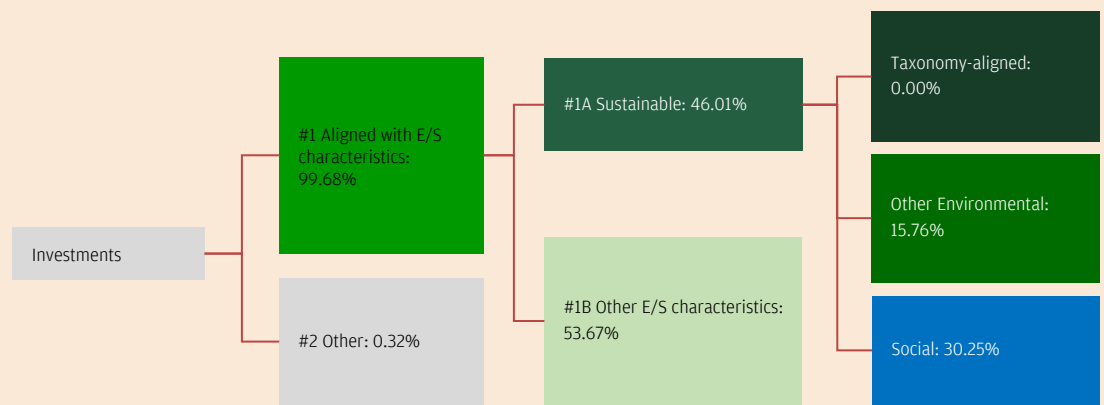 Investments
#1 Aligned with E/S
characteristics:
99.68%
#2 Other: 0.32%
#1A Sustainable: 46.01%
#1B Other E/S characteristics:
53.67%
Taxonomy-aligned:
0.00%
Other Environmental:
15.76%
Social: 30.25%